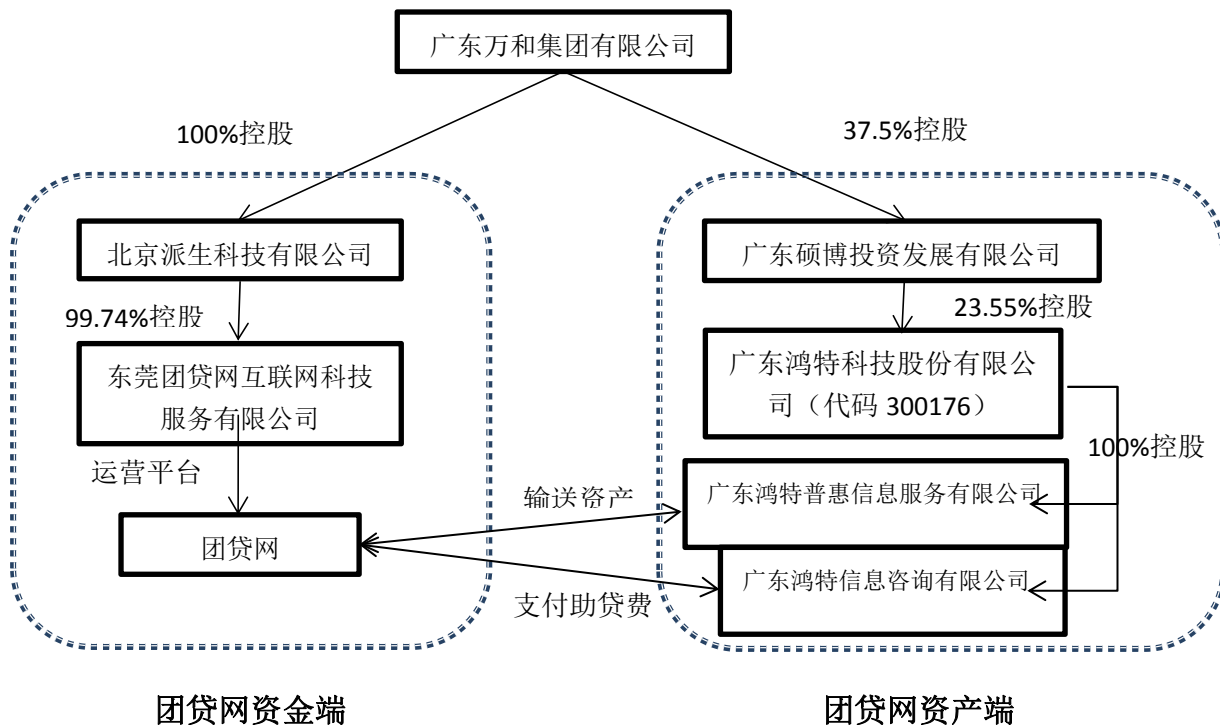 广东万和集团有限公司
100%控股
37.5%控股
北京派生科技有限公司
广东硕博投资发展有限公司
99.74%控股
23.55%控股
东莞团贷网互联网科技
服务有限公司
广东鸿特科技股份有限公
司（代码 300176）
100%控股
运营平台
输送资产
广东鸿特普惠信息服务有限公司
团贷网
广东鸿特信息咨询有限公司
支付助贷费
团贷网资金端
团贷网资产端